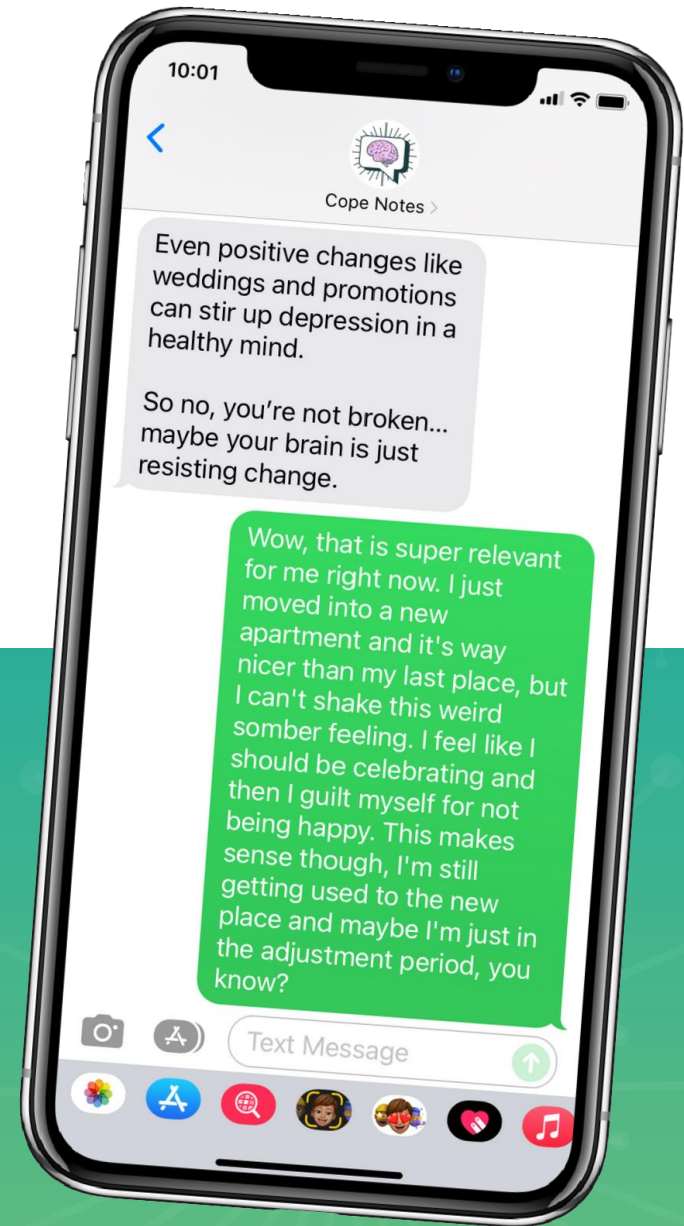 10:01
Cope Notes
Even positive changes like
weddings and promotions
can stir up depression in a
healthy mind.
So no, you’re not broken...
maybe your brain is just
resisting change.
Wow, that is super relevant
for me right now. I just
moved into a new
apartment and it's way
nicer than my last place, but
I can't shake this weird
somber feeling. I feel like I
should be celebrating and
then I guilt myself for not
being happy. This makes
sense though, I'm still
getting used to the new
place and maybe I'm just in
the adjustment period, you
know?
Text Message